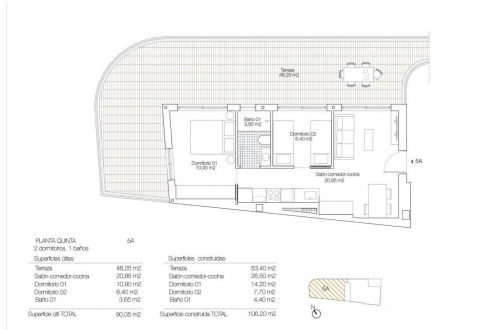 Terraza
48,25 m2
Baño 01
3,65 m2
Dormitorio 02
6,40 m2
Dormitorio 01
10,90 m2
Salón-comedor-cocina
20,85 m2
5A
PLANTA QUINTA 5A
2 dormitorios, 1 baños
Superficies útiles
Terraza 48,25 m2
Salón-comedor-cocina 20,85 m2
Dormitorio 01 10,90 m2
Dormitorio 02 6,40 m2
Baño 01 3,65 m2
Superficie útil TOTAL 90,05 m2
Superficies construidas
Terraza 53,40 m2
Salón-comedor-cocina 26,50 m2
Dormitorio 01 14,20 m2
Dormitorio 02 7,70 m2
Baño 01 4,40 m2
Superficie construida TOTAL 106,20 m2
5A
N